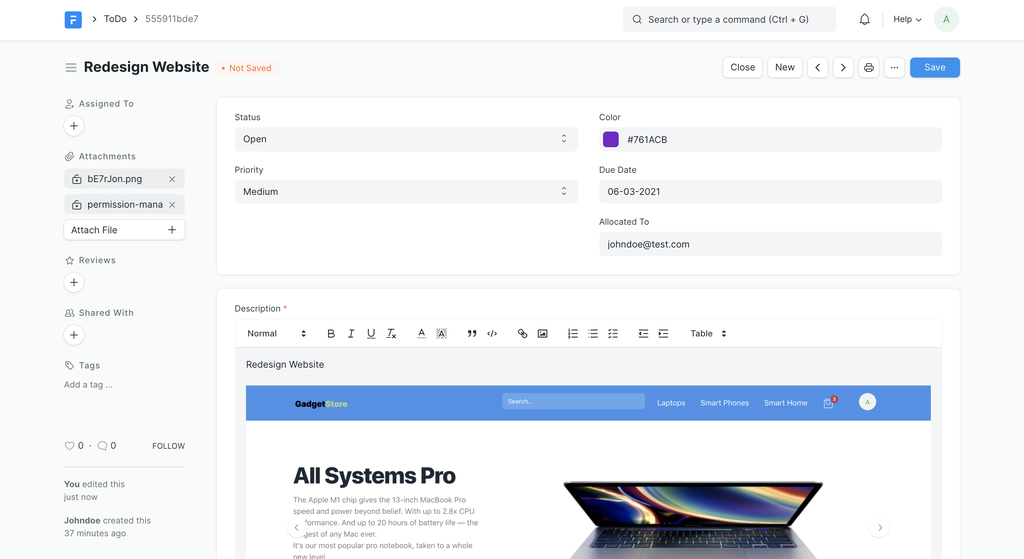 ToDo
555911bde7
Search or type a command (Ctrl + G)
Help
A
Redesign Website
Not Saved
Close
New
Save
Assigned To
Attachments
bE7rJon.png
permission-mana
Attach File
Reviews
Shared With
Tags
Add a tag ...
0 · 0 FOLLOW
You edited this
just now
Johndoe created this
37 minutes ago
Status
Open
Priority
Medium
Color
#761ACB
Due Date
06-03-2021
Allocated To
johndoe@test.com
Description *
Normal
Table
Redesign Website
GadgetStore
Search...
Laptops
Smart Phones
Smart Home
3
A
All Systems Pro
The Apple M1 chip gives the 13-inch MacBook Pro
speed and power beyond belief. With up to 2.8x CPU
formance. And up to 20 hours of battery life — the
gest of any Mac ever.
It's our most popular pro notebook, taken to a whole
new level.